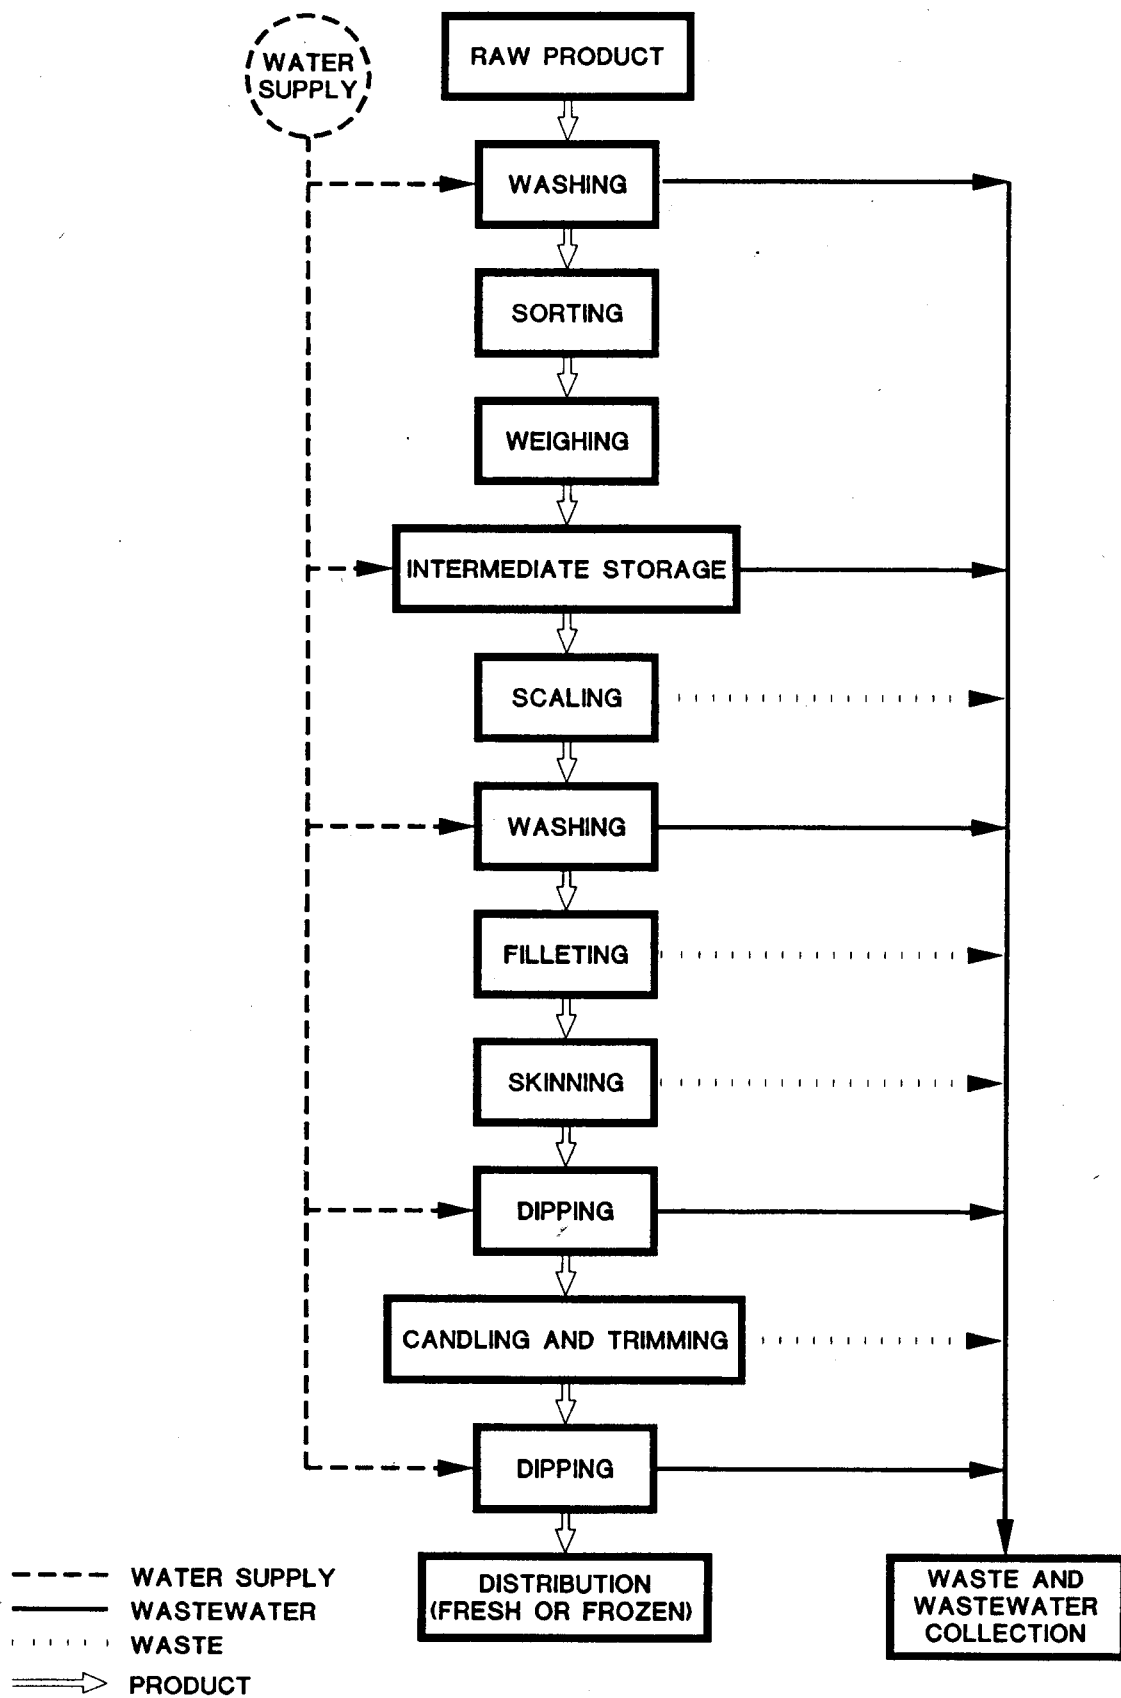 WATER
SUPPLY
RAW PRODUCT
WASHING
SORTING
WEIGHING
INTERMEDIATE STORAGE
SCALING
WASHING
FILLETING
SKINNING
DIPPING
CANDLING AND TRIMMING
DIPPING
DISTRIBUTION
(FRESH OR FROZEN)
WASTE AND
WASTEWATER
COLLECTION
WATER SUPPLY
WASTEWATER
WASTE
PRODUCT